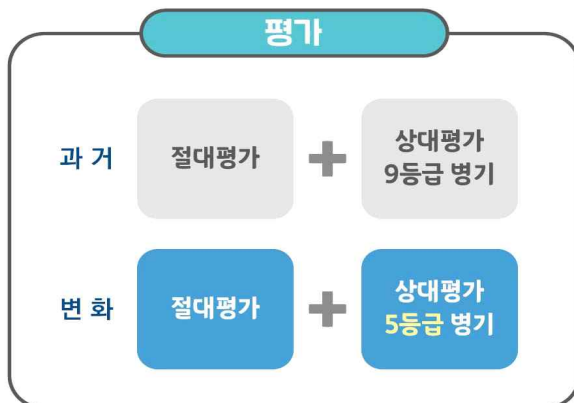 평가
과거
절대평가
+
상대평가
9등급 병기
변화
절대평가
+
상대평가
5등급 병기